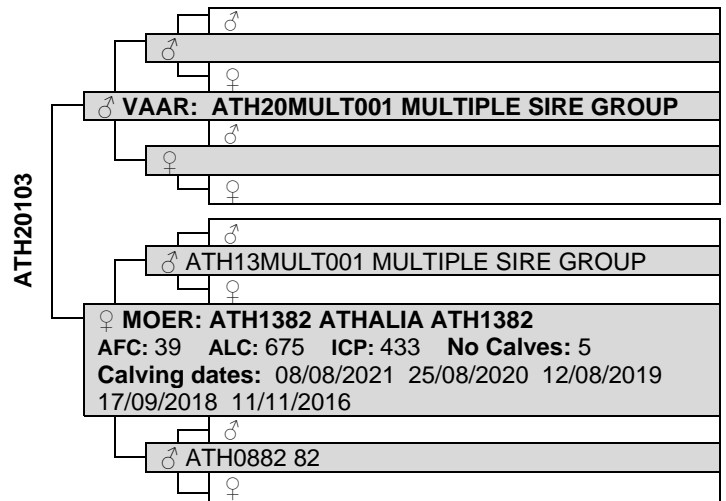 ♂
♂
♀
♂ VAAR: ATH20MULT001 MULTIPLE SIRE GROUP
♂
♀
♀
ATH20103
♂
♂ ATH13MULT001 MULTIPLE SIRE GROUP
♀
♀ MOER: ATH1382 ATHALIA ATH1382
AFC: 39 ALC: 675 ICP: 433 No Calves: 5
Calving dates: 08/08/2021 25/08/2020 12/08/2019
17/09/2018 11/11/2016
♂
♂ ATH0882 82
♀